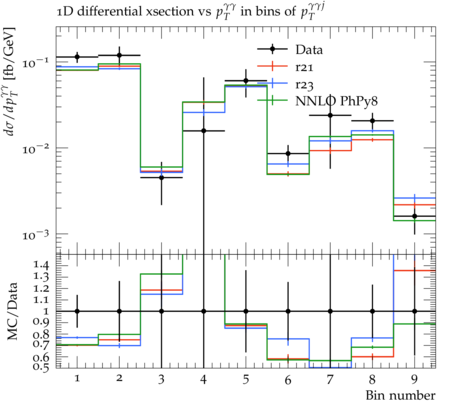 1D differential xsection vs p_T^{γγ} in bins of p_T^{γγj}
dσ/dp_T^{γγ} [fb/GeV]
10^{−1}
10^{−2}
10^{−3}
Data
r21
r23
NNLO PhPy8
MC/Data
1.4
1.3
1.2
1.1
1
0.9
0.8
0.7
0.6
0.5
1 2 3 4 5 6 7 8 9
Bin number